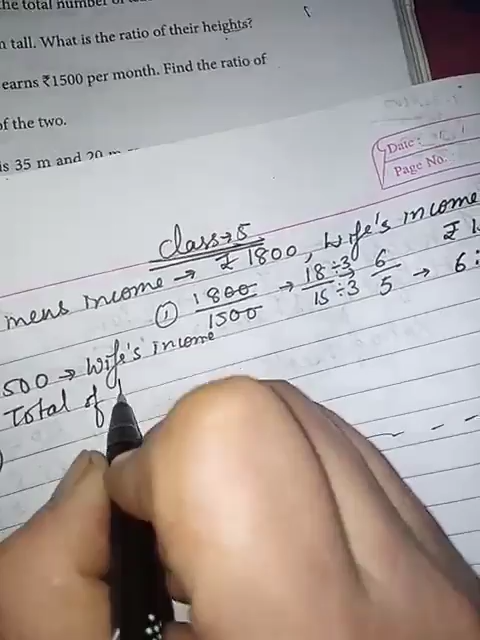 the total number of
n tall. What is the ratio of their heights?
earns ₹1500 per month. Find the ratio of
of the two.
is 35 m and 20 m
Date:
Page No.
class→5
mens income → ₹ 1800, wife's income
₹ 1
① 1800/1500 → 18÷3/15÷3 6/5 → 6:
500 → wife's income
Total of